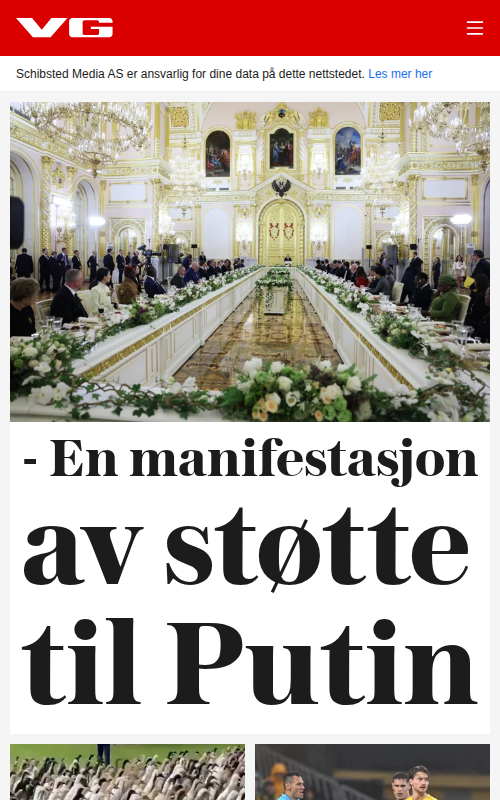 VG
Schibsted Media AS er ansvarlig for dine data på dette nettstedet. Les mer her
- En manifestasjon
av støtte
til Putin